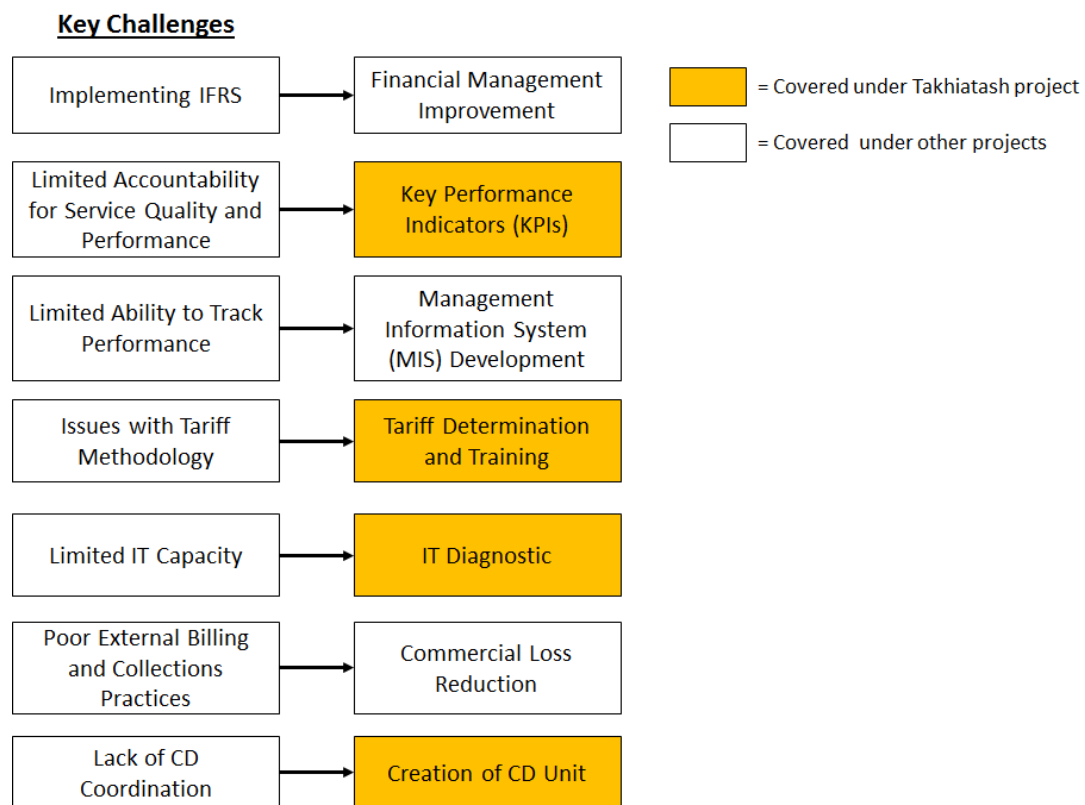 Key Challenges
Implementing IFRS
Financial Management
Improvement
= Covered under Takhiatash project
= Covered under other projects
Limited Accountability
for Service Quality and
Performance
Key Performance
Indicators (KPIs)
Limited Ability to Track
Performance
Management
Information System
(MIS) Development
Issues with Tariff
Methodology
Tariff Determination
and Training
Limited IT Capacity
IT Diagnostic
Poor External Billing
and Collections
Practices
Commercial Loss
Reduction
Lack of CD
Coordination
Creation of CD Unit